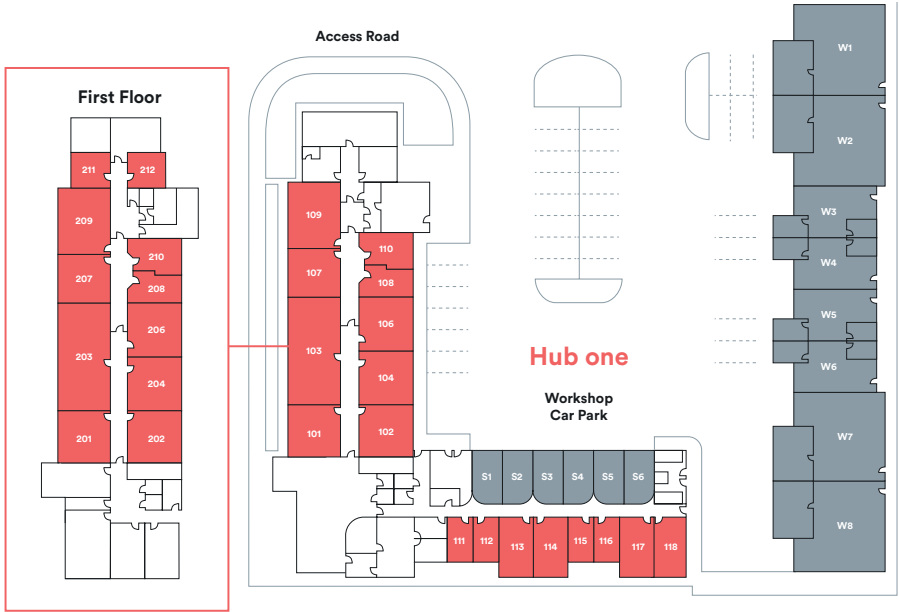 Access Road
First Floor
211
212
209
210
207
208
206
203
204
201
202
109
110
107
108
106
103
104
101
102
Hub one
Workshop
Car Park
S1
S2
S3
S4
S5
S6
111
112
113
114
115
116
117
118
W1
W2
W3
W4
W5
W6
W7
W8